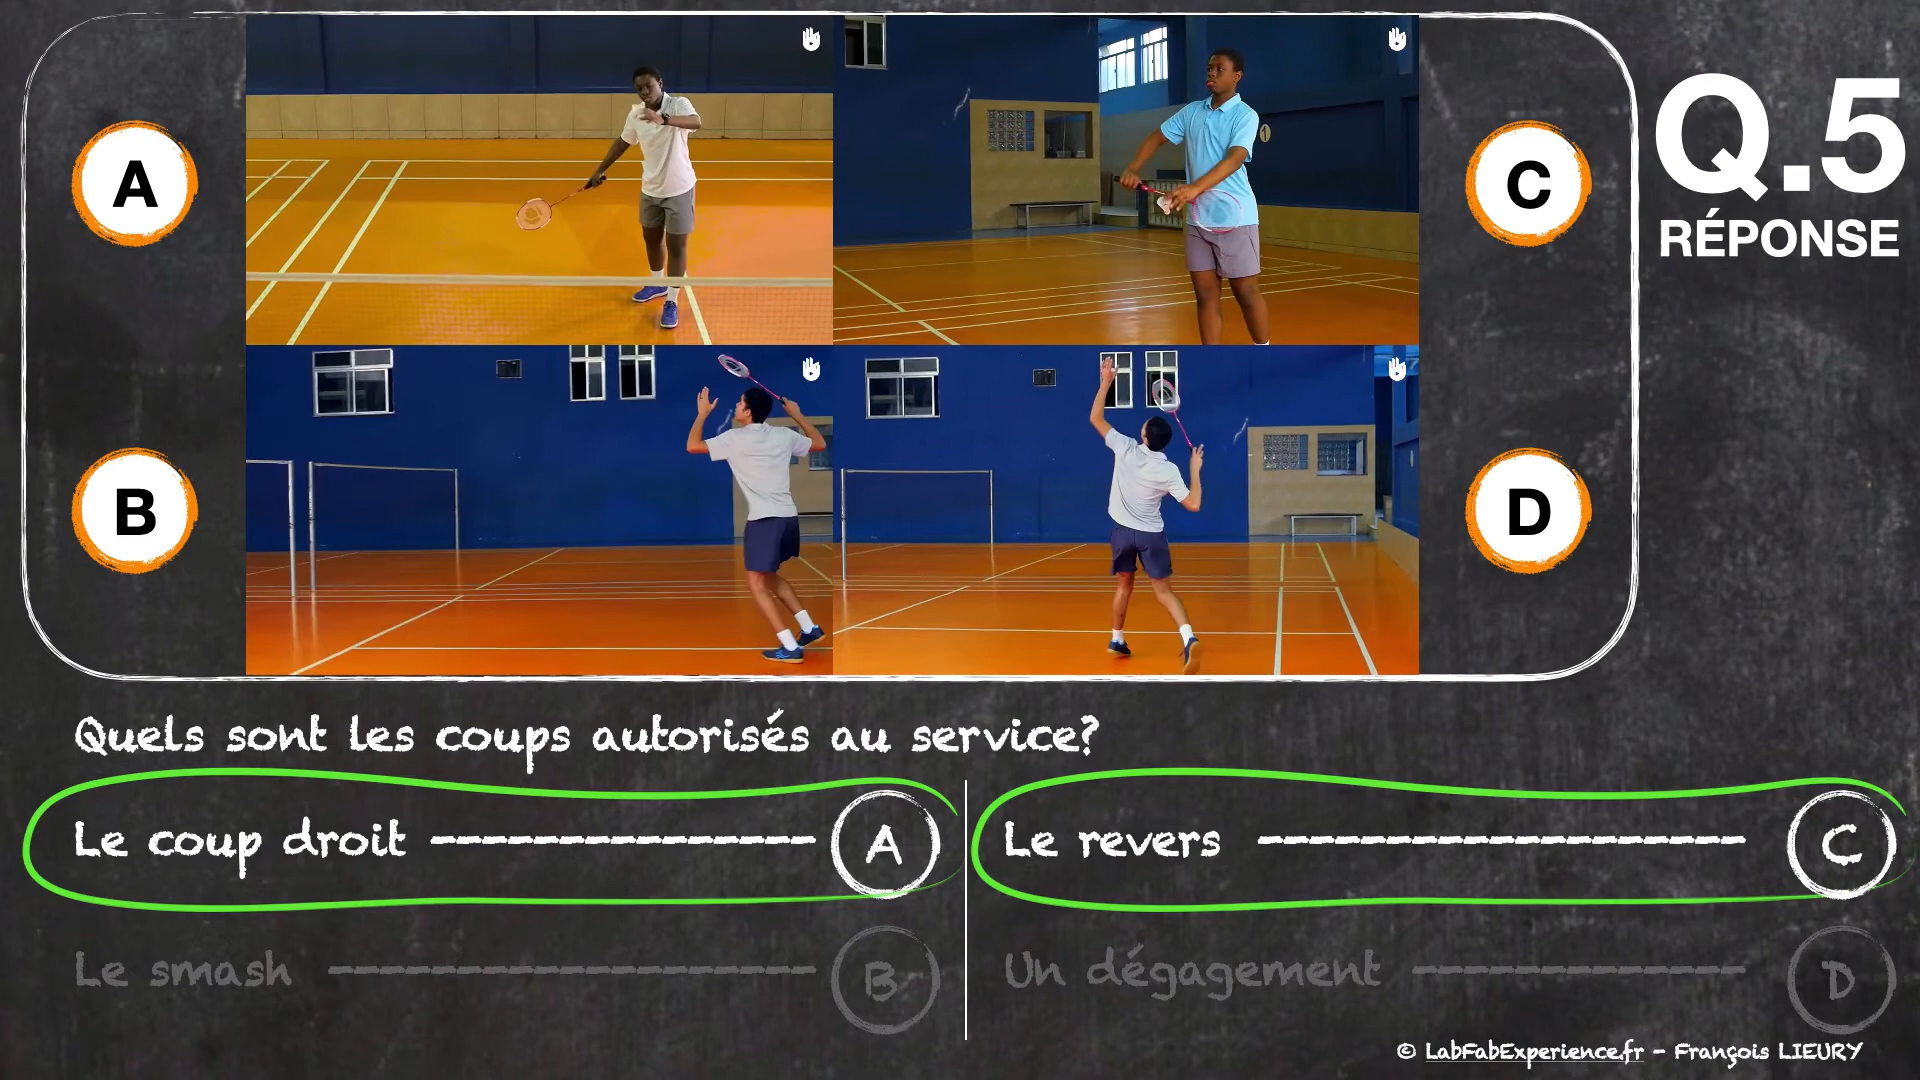 A
C
Q.5
RÉPONSE
B
D
Quels sont les coups autorisés au service?
Le coup droit --------------- A
Le revers ------------------- C
Le smash ------------------- B
Un dégagement ------------- D
© LabFabExperience.fr - François LIEURY